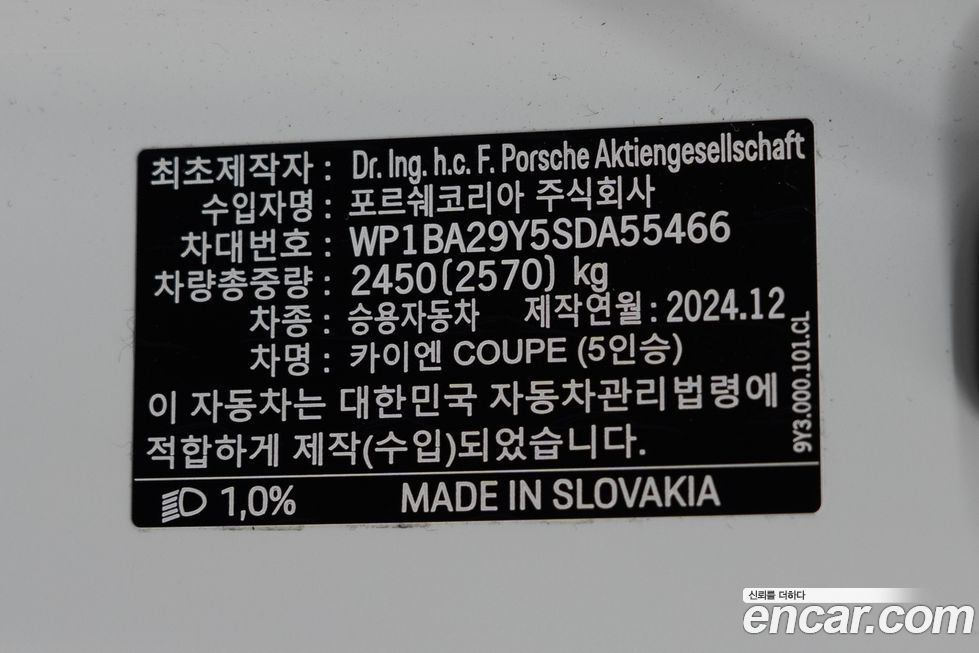 최초제작자 : Dr. Ing. h.c. F. Porsche Aktiengesellschaft
수입자명 : 포르쉐코리아 주식회사
차대번호 : WP1BA29Y5SDA55466
차량총중량 : 2450(2570) kg
차종 : 승용자동차 제작연월 : 2024.12
차명 : 카이엔 COUPE (5인승)
이 자동차는 대한민국 자동차관리법령에
적합하게 제작(수입)되었습니다.
9Y3.000.101.CL
1,0% MADE IN SLOVAKIA
신뢰를 더하다
encar.com